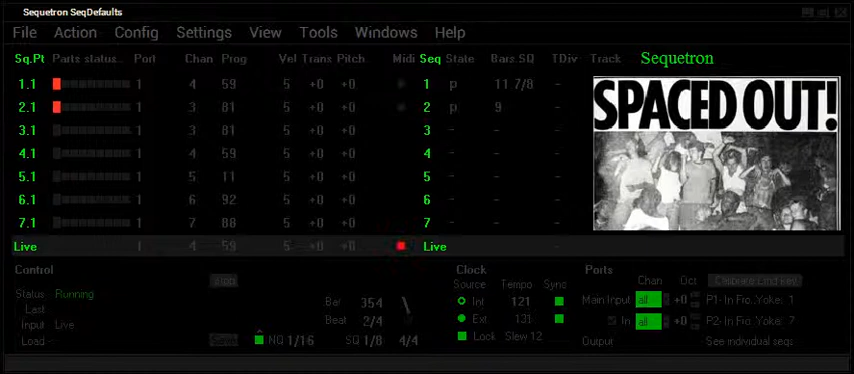 Sequetron SeqDefaults
File Action Config Settings View Tools Windows Help
Sq.Pt Parts status.. Port Chan Prog Vel Trans Pitch Midi Seq State Bars.SQ TDiv Track Sequetron
1.1 1 4 59 5 +0 +0 1 p 11 7/8 -
2.1 1 3 81 5 +0 +0 2 p 9 -
3.1 1 3 81 5 +0 +0 3 - - -
4.1 1 4 59 5 +0 +0 4 - - -
5.1 1 5 11 5 +0 +0 5 - - -
6.1 1 6 92 5 +0 +0 6 - - -
7.1 1 7 88 5 +0 +0 7 - - -
Live 1 4 59 5 +0 +0 Live
SPACED OUT!
Control Clock Ports
Stop Source Tempo Sync Chan Oct
Status Running Int 121 Main Input all +0 P1- In Fro..Yoke: 1
Last Bar 354
Input Live Beat 2/4 Ext 131 In all +0 P2- In Fro..Yoke: 7
Load - NQ 1/16 SQ 1/8 4/4 Lock Slew 12 Output See individual seqs